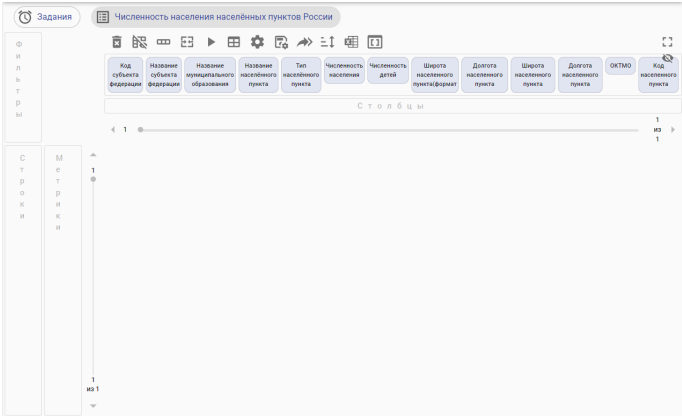 Задания
Численность населения населённых пунктов России
Фильтры
Код
субъекта
федерации
Название
субъекта
федерации
Название
муниципального
образования
Название
населённого
пункта
Тип
населённого
пункта
Численность
населения
Численность
детей
Широта
населенного
пункта(формат
Долгота
населенного
пункта
Широта
населенного
пункта
Долгота
населенного
пункта
ОКТМО
Код
населенного
пункта
Столбцы
1
1
из
1
Строки
Метрики
1
1
из 1